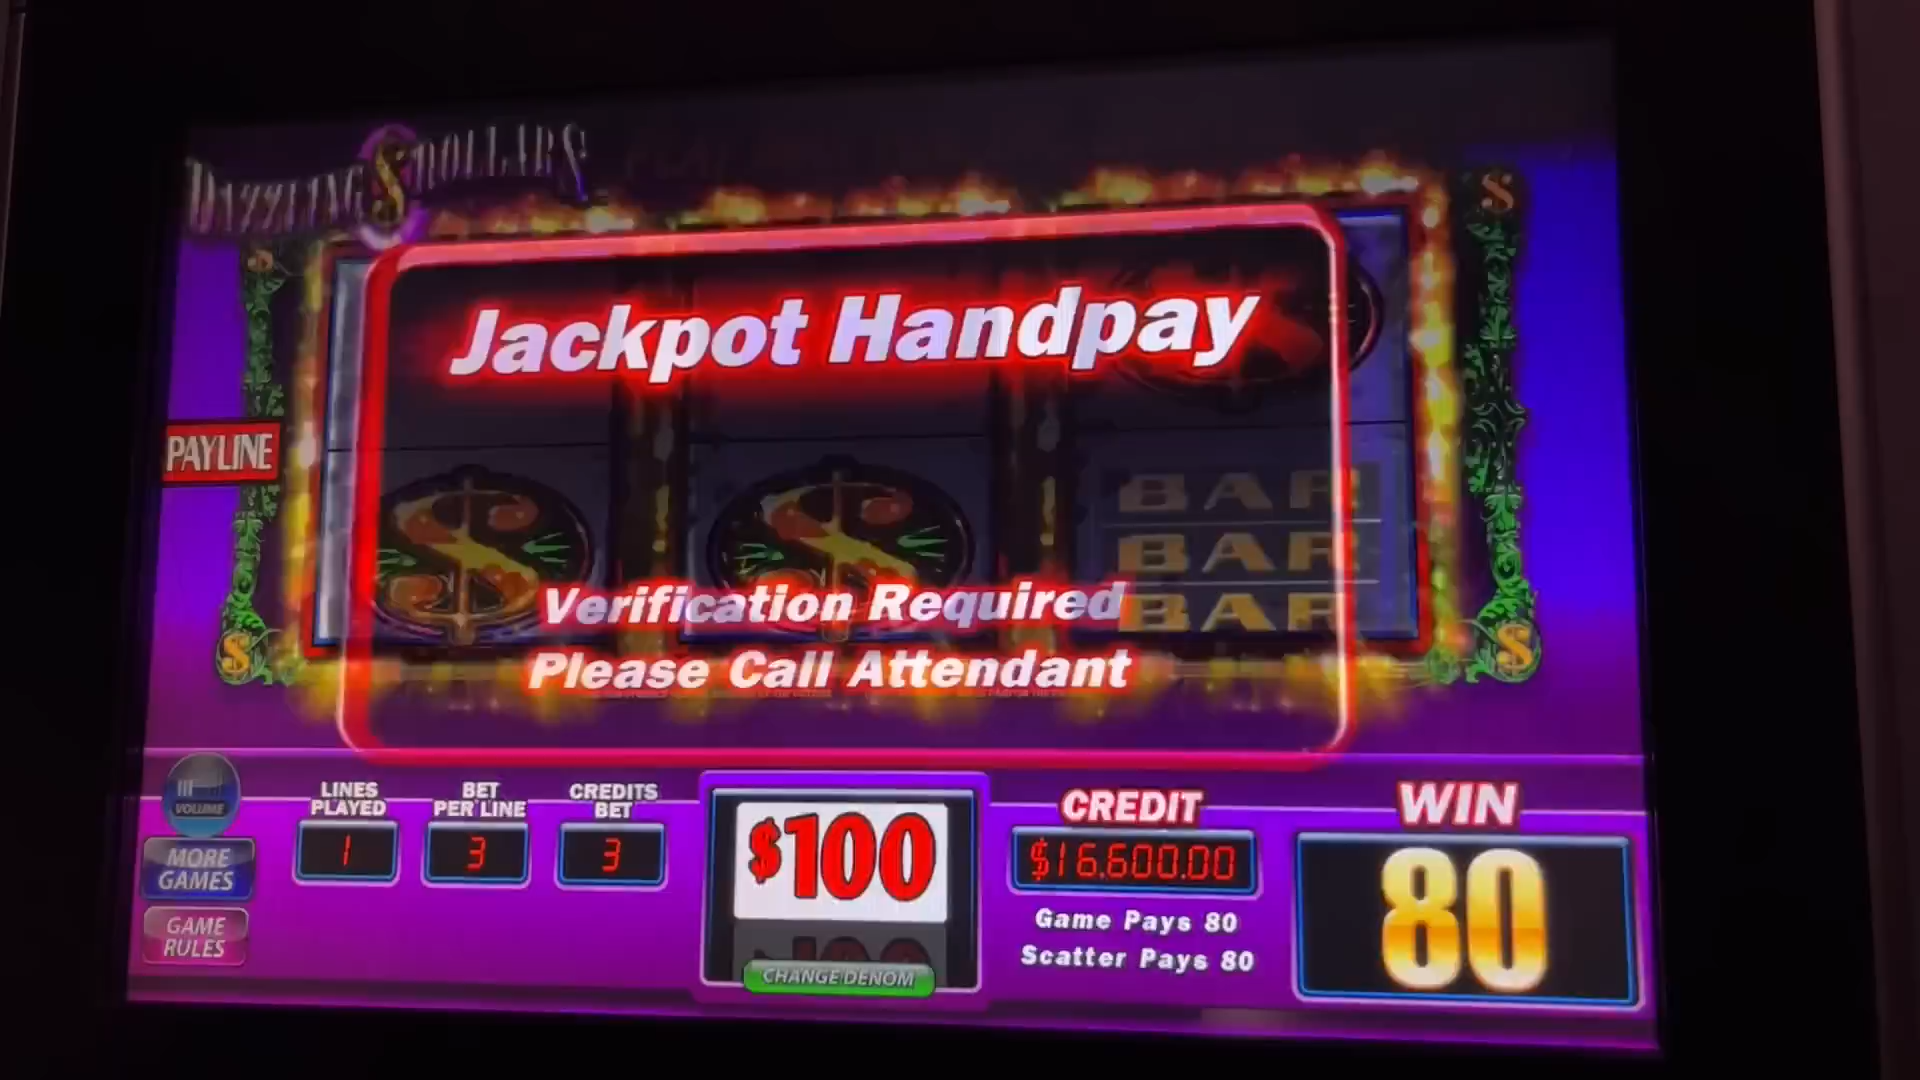 DAZZLING $ DOLLARS
Jackpot Handpay
PAYLINE
BAR
BAR
BAR
Verification Required
Please Call Attendant
VOLUME
MORE
GAMES
GAME
RULES
LINES
PLAYED
1
BET
PER LINE
3
CREDITS
BET
3
$100
CHANGE DENOM
CREDIT
$16,600.00
Game Pays 80
Scatter Pays 80
WIN
80